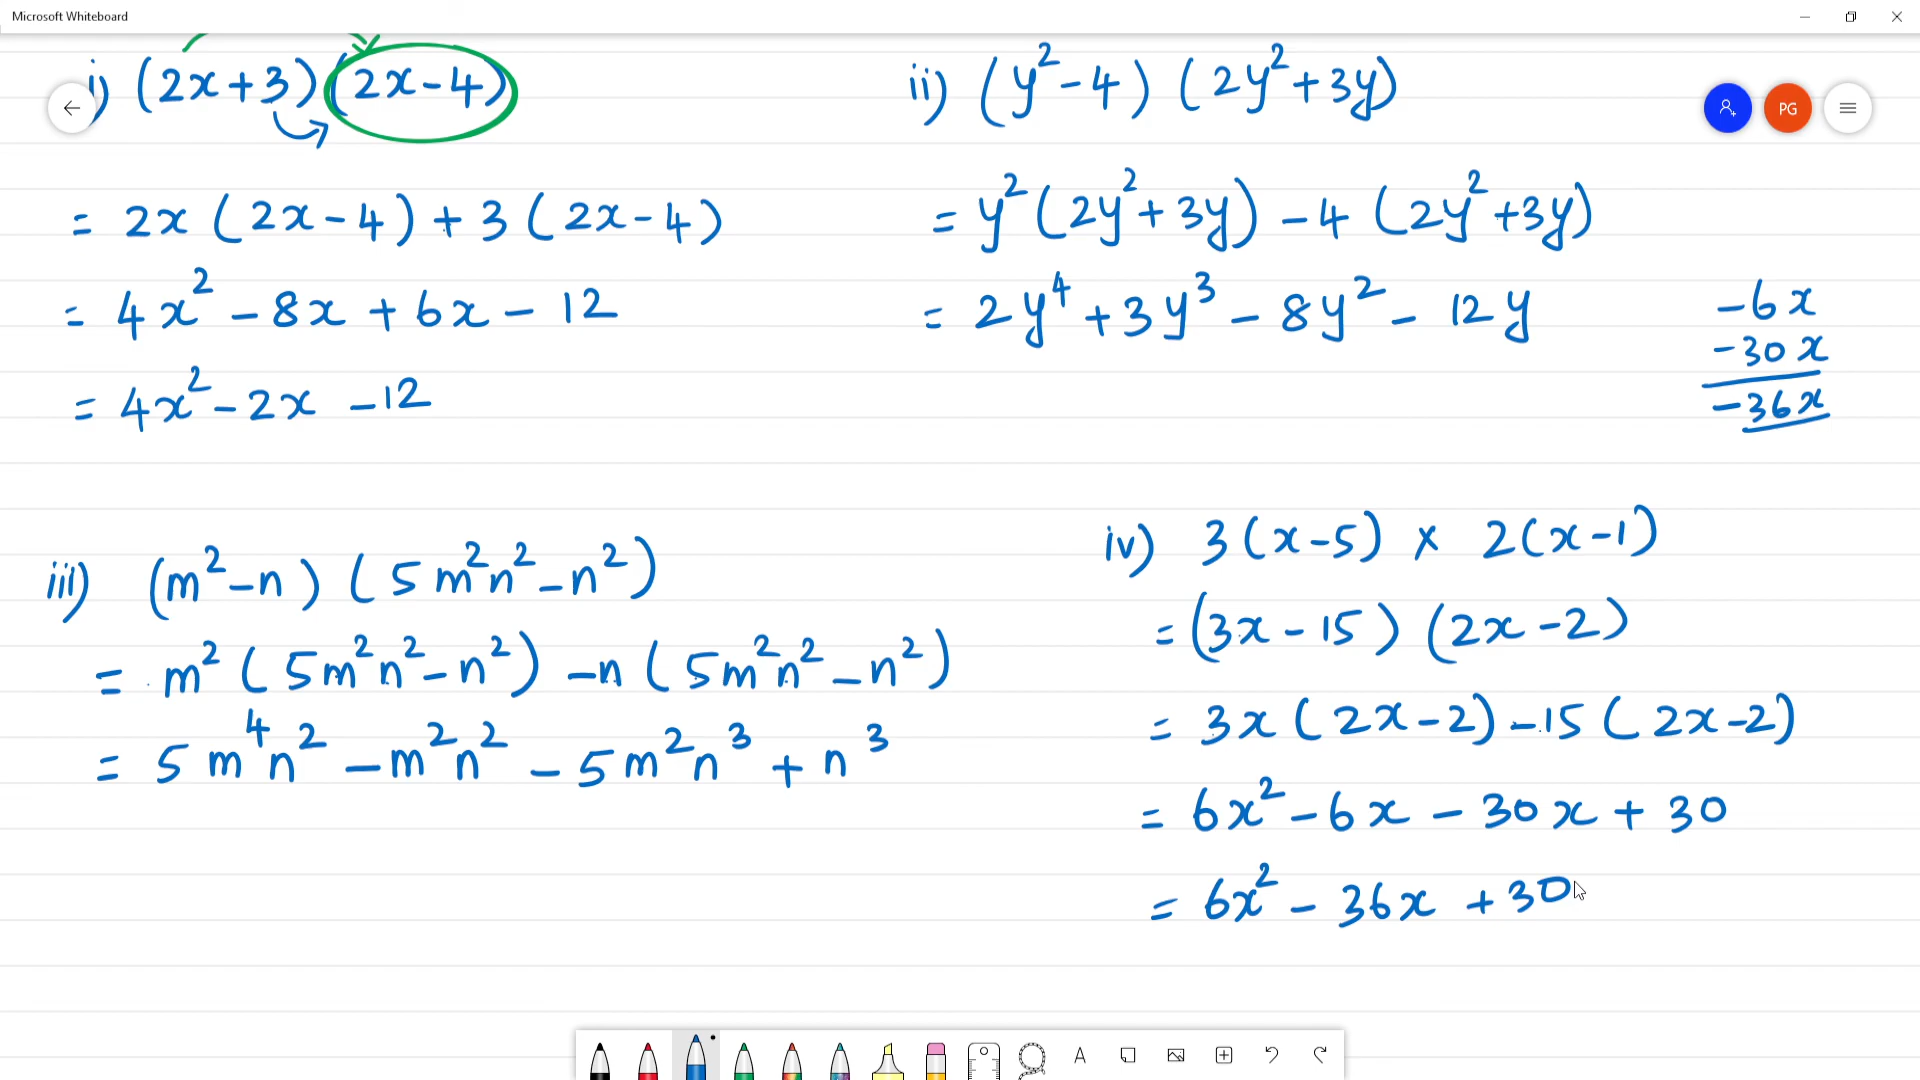 Microsoft Whiteboard
i) (2x+3)(2x-4)
= 2x(2x-4)+3(2x-4)
= 4x² - 8x + 6x - 12
= 4x² - 2x - 12
ii) (y²-4)(2y²+3y)
= y²(2y²+3y) - 4(2y²+3y)
= 2y⁴ + 3y³ - 8y² - 12y
PG
-6x
-30x
-36x
iii) (m²-n)(5m²n²-n²)
= m²(5m²n²-n²) -n(5m²n²-n²)
= 5m⁴n² - m²n² - 5m²n³ + n³
iv) 3(x-5) × 2(x-1)
= (3x-15)(2x-2)
= 3x(2x-2) -15(2x-2)
= 6x² - 6x - 30x + 30
= 6x² - 36x + 30
A